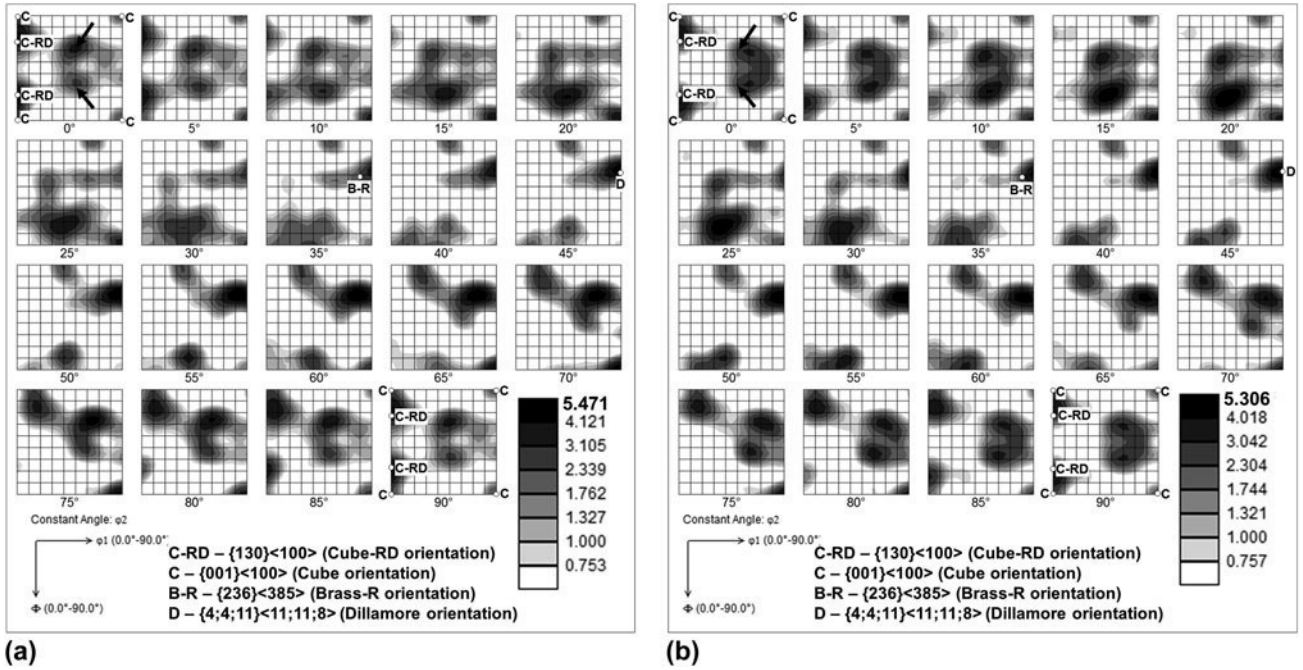 C C
C-RD
C-RD
C C
0° 5° 10° 15° 20°
B-R
D
25° 30° 35° 40° 45°
50° 55° 60° 65° 70°
C C
C-RD
C-RD
C C
75° 80° 85° 90°
5.471
4.121
3.105
2.339
1.762
1.327
1.000
0.753
Constant Angle: φ2
φ1 (0.0°-90.0°)
Φ (0.0°-90.0°)
C-RD – {130}<100> (Cube-RD orientation)
C – {001}<100> (Cube orientation)
B-R – {236}<385> (Brass-R orientation)
D – {4;4;11}<11;11;8> (Dillamore orientation)
(a)
C C
C-RD
C-RD
C C
0° 5° 10° 15° 20°
B-R
D
25° 30° 35° 40° 45°
50° 55° 60° 65° 70°
C C
C-RD
C-RD
C C
75° 80° 85° 90°
5.306
4.018
3.042
2.304
1.744
1.321
1.000
0.757
Constant Angle: φ2
φ1 (0.0°-90.0°)
Φ (0.0°-90.0°)
C-RD – {130}<100> (Cube-RD orientation)
C – {001}<100> (Cube orientation)
B-R – {236}<385> (Brass-R orientation)
D – {4;4;11}<11;11;8> (Dillamore orientation)
(b)